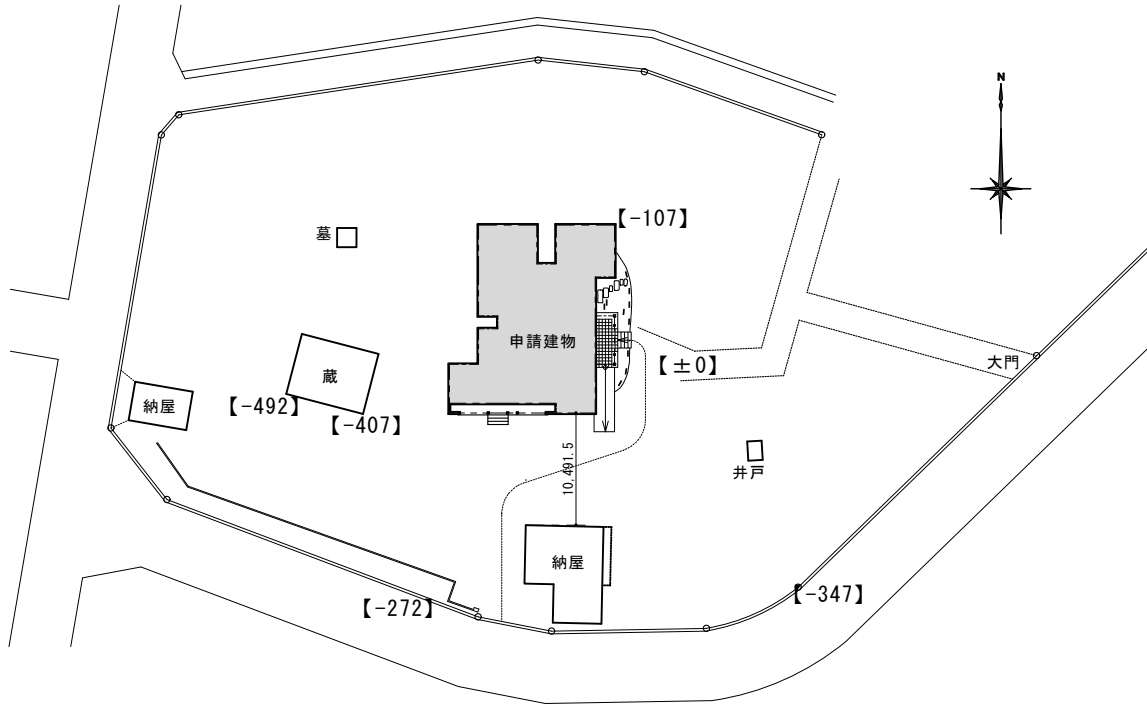 N
【-107】
墓
申請建物
【±0】
大門
蔵
納屋
【-492】
【-407】
10,491.5
井戸
納屋
【-272】
【-347】